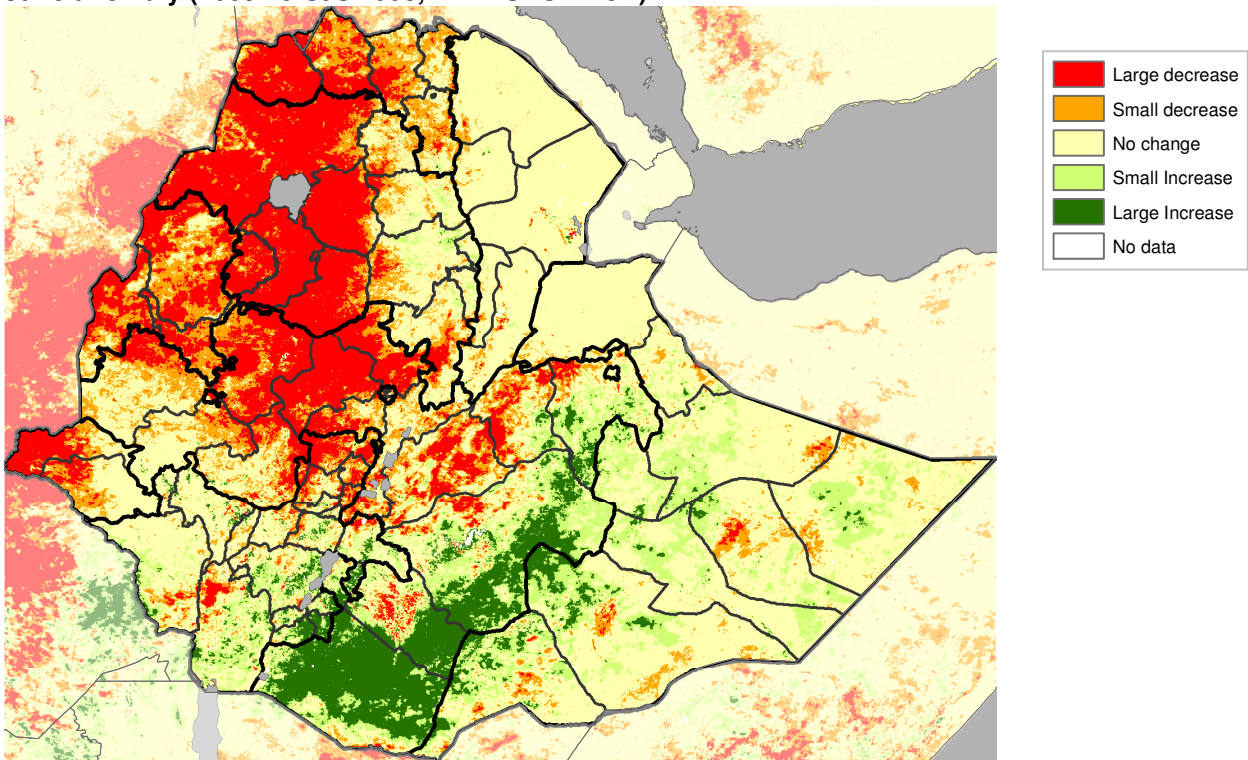 Large decrease
Small decrease
No change
Small Increase
Large Increase
No data